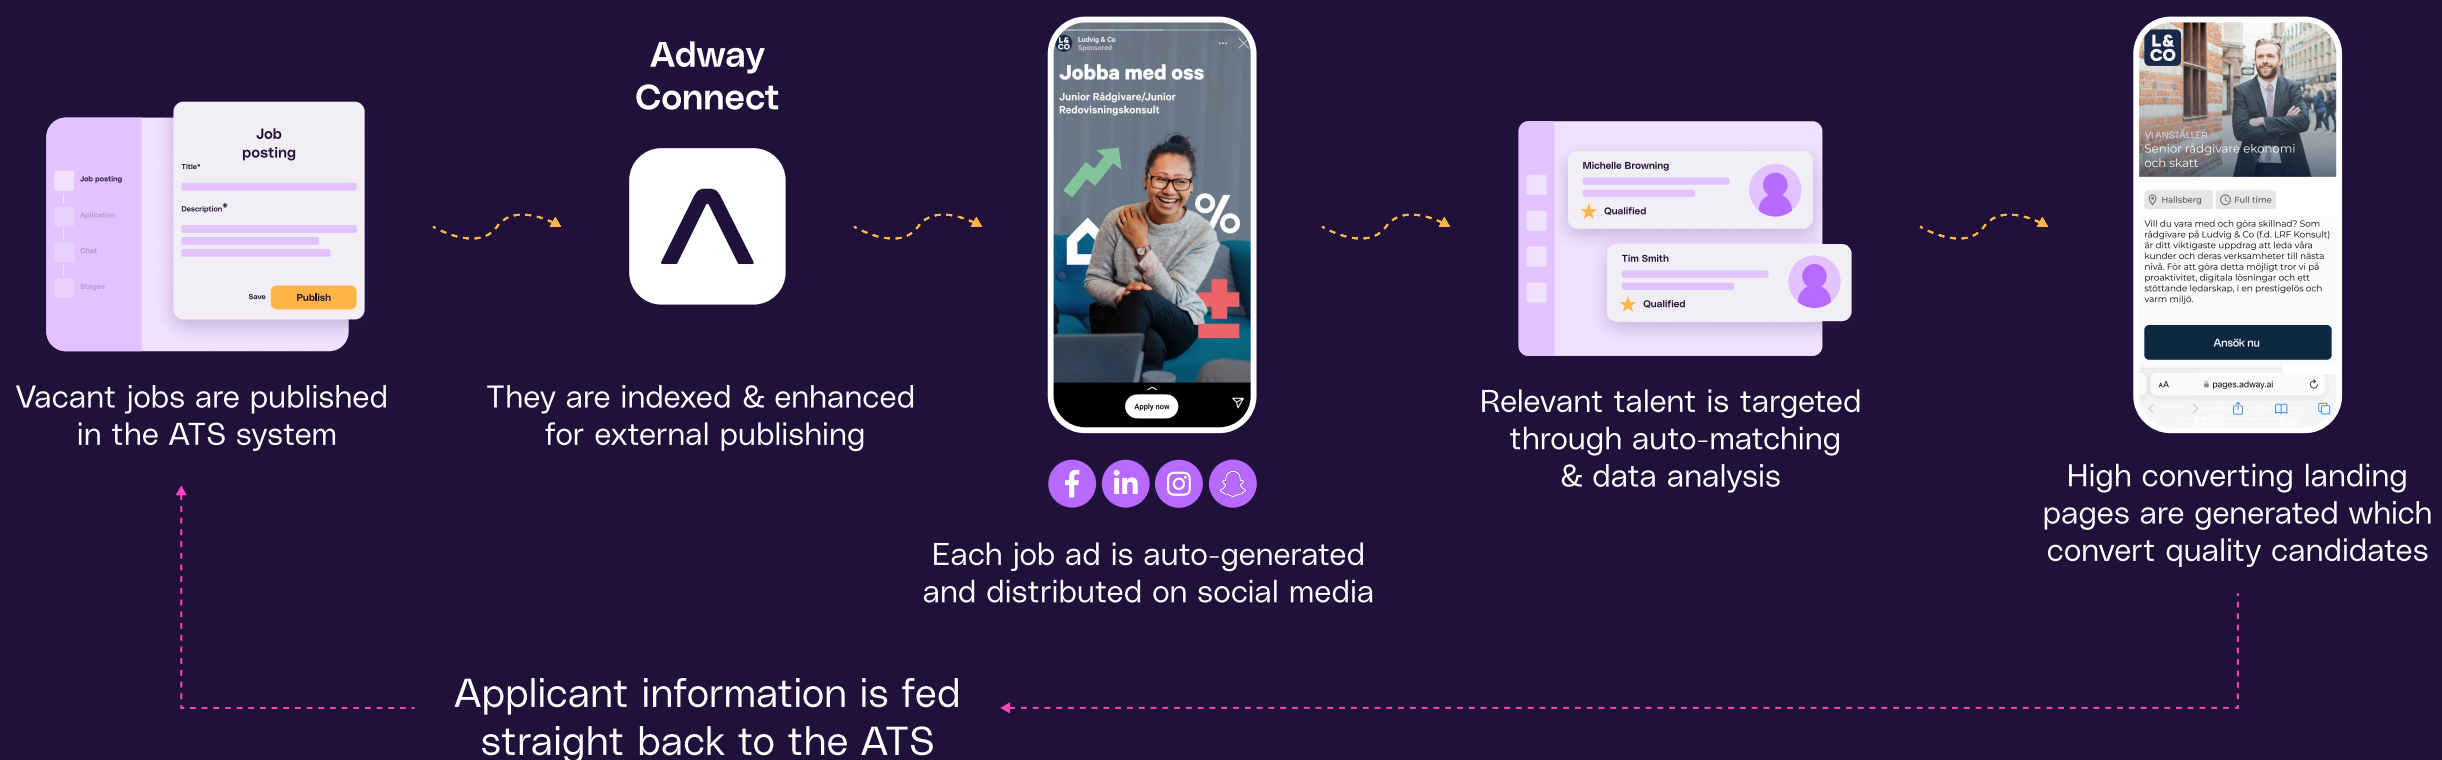 Job posting
Aplication
Chat
Stages
Job
posting
Title*
Description*
Save
Publish
Vacant jobs are published
in the ATS system
Adway
Connect
They are indexed & enhanced
for external publishing
L&
CO
Ludvig & Co
Sponsored
Jobba med oss
Junior Rådgivare/Junior
Redovisningskonsult
%
Apply now
f
in
Each job ad is auto-generated
and distributed on social media
Michelle Browning
Qualified
Tim Smith
Qualified
Relevant talent is targeted
through auto-matching
& data analysis
L&
CO
VI ANSTÄLLER
Senior rådgivare ekonomi
och skatt
Hallsberg
Full time
Vill du vara med och göra skillnad? Som
rådgivare på Ludvig & Co (f.d. LRF Konsult)
är ditt viktigaste uppdrag att leda våra
kunder och deras verksamheter till nästa
nivå. För att göra detta möjligt tror vi på
proaktivitet, digitala lösningar och ett
stöttande ledarskap, i en prestigelös och
varm miljö.
Ansök nu
AA
pages.adway.ai
High converting landing
pages are generated which
convert quality candidates
Applicant information is fed
straight back to the ATS